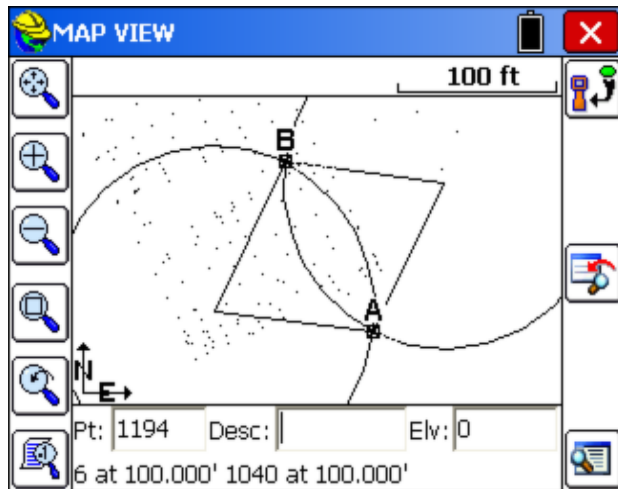 MAP VIEW
100 ft
B
A
N
E
Pt: 1194 Desc: Elv: 0
6 at 100.000' 1040 at 100.000'